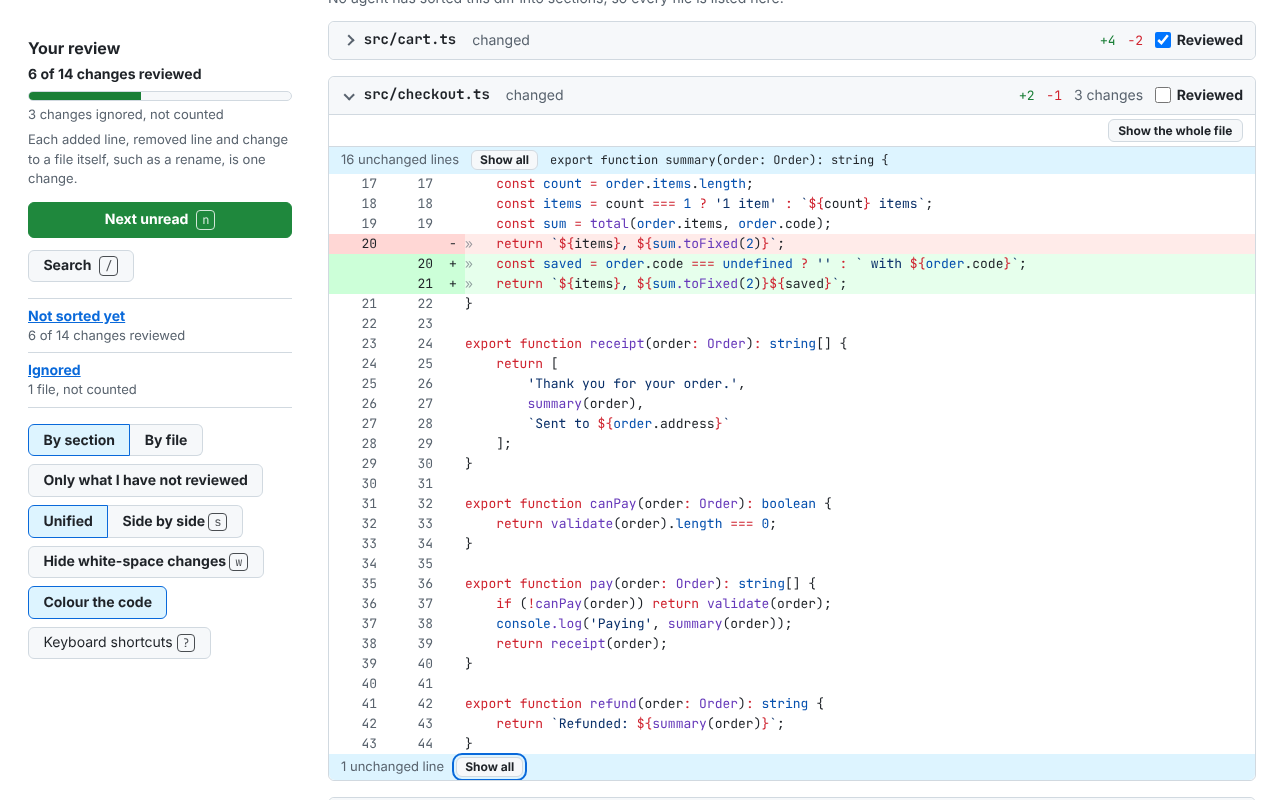 No agent has sorted this diff into sections, so every file is listed here.
Your review
6 of 14 changes reviewed
3 changes ignored, not counted
Each added line, removed line and change
to a file itself, such as a rename, is one
change.
Next unread n
Search /
Not sorted yet
6 of 14 changes reviewed
Ignored
1 file, not counted
By section By file
Only what I have not reviewed
Unified Side by side s
Hide white-space changes w
Colour the code
Keyboard shortcuts ?
src/cart.ts changed +4 -2 Reviewed
src/checkout.ts changed +2 -1 3 changes Reviewed
Show the whole file
16 unchanged lines Show all export function summary(order: Order): string {
17 17 const count = order.items.length;
18 18 const items = count === 1 ? '1 item' : `${count} items`;
19 19 const sum = total(order.items, order.code);
20 - » return `${items}, ${sum.toFixed(2)}`;
20 + » const saved = order.code === undefined ? '' : ` with ${order.code}`;
21 + » return `${items}, ${sum.toFixed(2)}${saved}`;
21 22 }
22 23
23 24 export function receipt(order: Order): string[] {
24 25 return [
25 26 'Thank you for your order.',
26 27 summary(order),
27 28 `Sent to ${order.address}`
28 29 ];
29 30 }
30 31
31 32 export function canPay(order: Order): boolean {
32 33 return validate(order).length === 0;
33 34 }
34 35
35 36 export function pay(order: Order): string[] {
36 37 if (!canPay(order)) return validate(order);
37 38 console.log('Paying', summary(order));
38 39 return receipt(order);
39 40 }
40 41
41 42 export function refund(order: Order): string {
42 43 return `Refunded: ${summary(order)}`;
43 44 }
1 unchanged line Show all